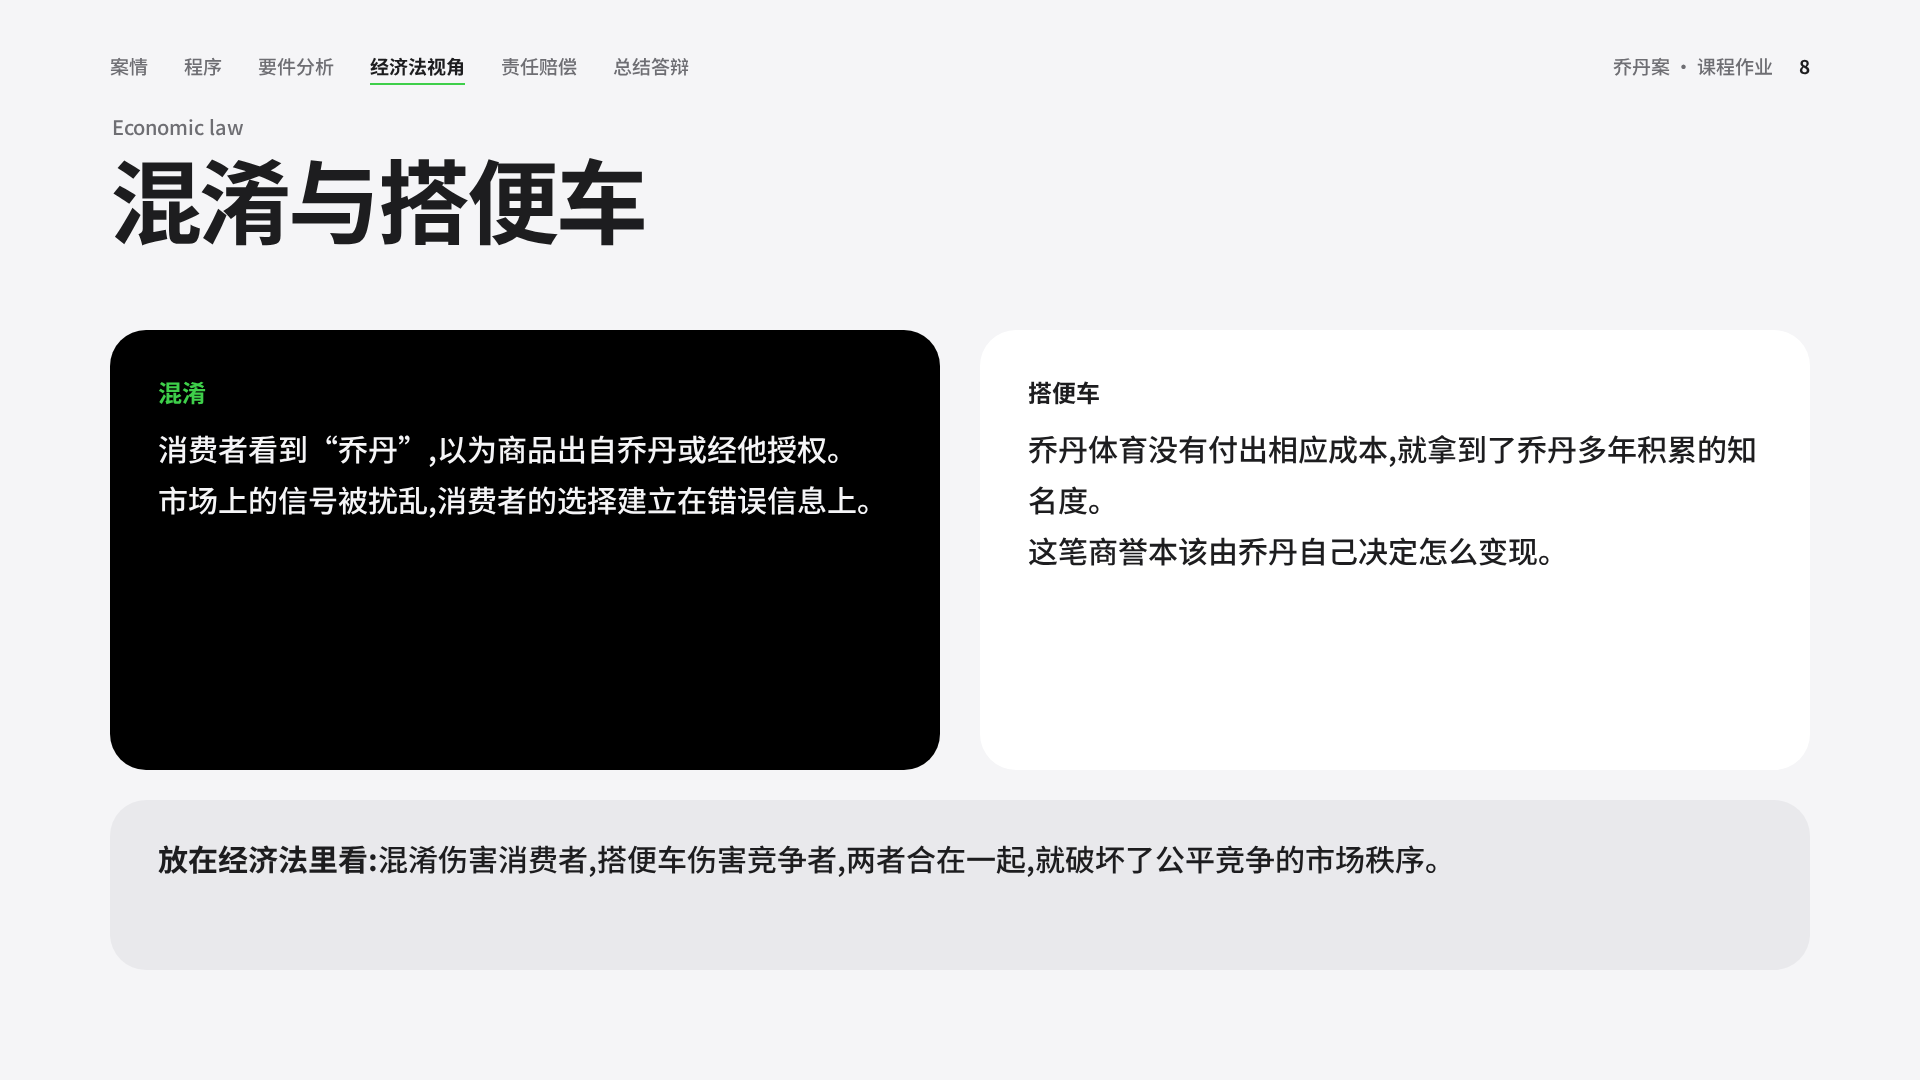 案情 程序 要件分析 经济法视角 责任赔偿 总结答辩 乔丹案 · 课程作业 8
Economic law
混淆与搭便车
混淆
消费者看到“乔丹”,以为商品出自乔丹或经他授权。
市场上的信号被扰乱,消费者的选择建立在错误信息上。
搭便车
乔丹体育没有付出相应成本,就拿到了乔丹多年积累的知
名度。
这笔商誉本该由乔丹自己决定怎么变现。
放在经济法里看:混淆伤害消费者,搭便车伤害竞争者,两者合在一起,就破坏了公平竞争的市场秩序。